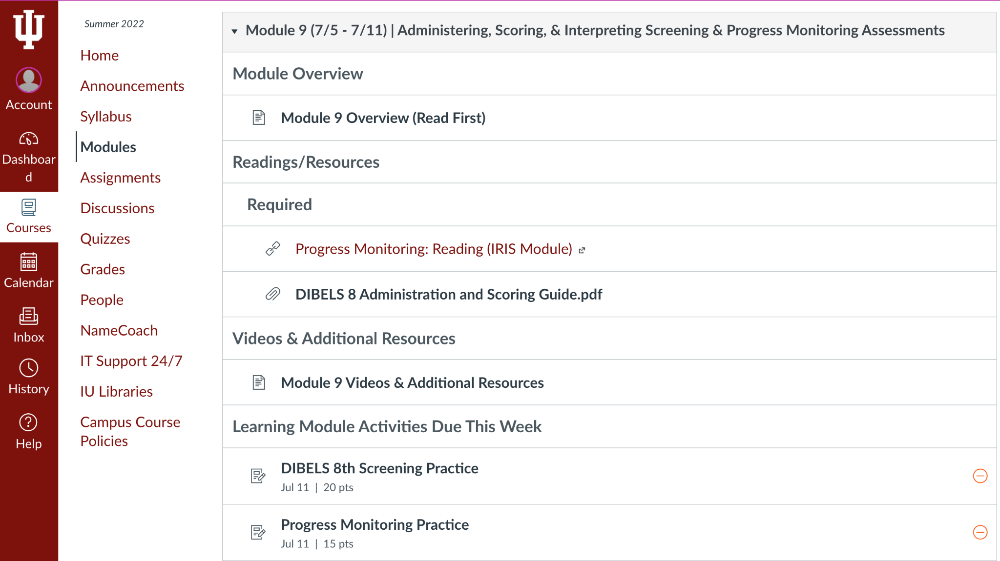 Account
Dashboar
d
Courses
Calendar
Inbox
History
Help
Summer 2022
Home
Announcements
Syllabus
Modules
Assignments
Discussions
Quizzes
Grades
People
NameCoach
IT Support 24/7
IU Libraries
Campus Course
Policies
Module 9 (7/5 - 7/11) | Administering, Scoring, & Interpreting Screening & Progress Monitoring Assessments
Module Overview
Module 9 Overview (Read First)
Readings/Resources
Required
Progress Monitoring: Reading (IRIS Module)
DIBELS 8 Administration and Scoring Guide.pdf
Videos & Additional Resources
Module 9 Videos & Additional Resources
Learning Module Activities Due This Week
DIBELS 8th Screening Practice
Jul 11 | 20 pts
Progress Monitoring Practice
Jul 11 | 15 pts